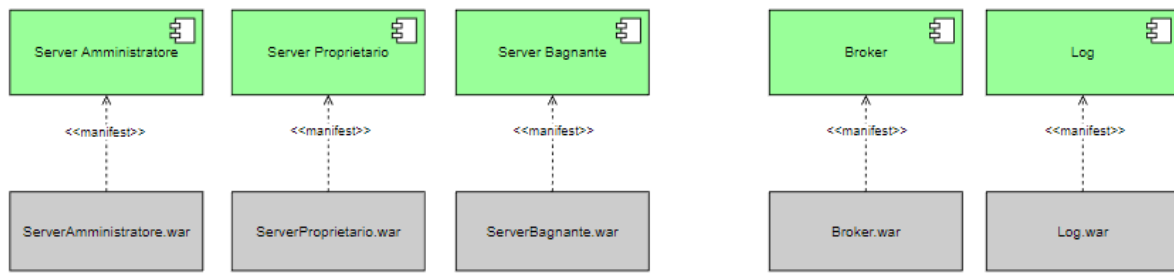 Server Amministratore
Server Proprietario
Server Bagnante
Broker
Log
<<manifest>>
<<manifest>>
<<manifest>>
<<manifest>>
<<manifest>>
ServerAmministratore.war
ServerProprietario.war
ServerBagnante.war
Broker.war
Log.war